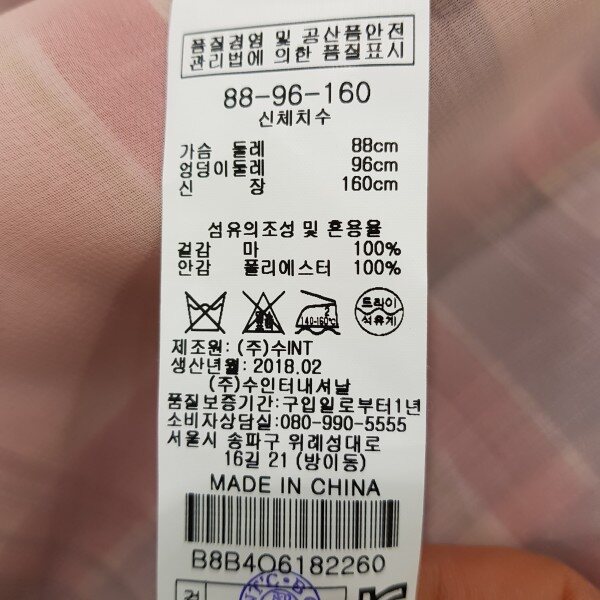 품질경영 및 공산품안전
관리법에 의한 품질표시
88-96-160
신체치수
가슴 둘레 88cm
엉덩이둘레 96cm
신 장 160cm
섬유의조성 및 혼용율
겉감 마 100%
안감 폴리에스터 100%
140-160℃
드라이
석유계
제조원: (주)수INT
생산년월: 2018.02
(주)수인터내셔날
품질보증기간:구입일로부터1년
소비자상담실:080-990-5555
서울시 송파구 위례성대로
16길 21 (방이동)
MADE IN CHINA
B8B4O6182260